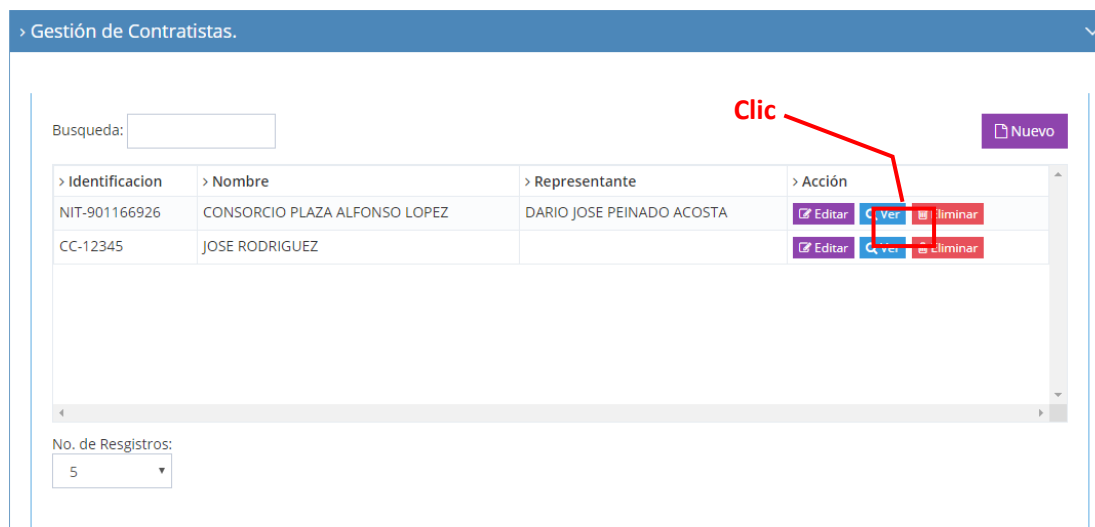 › Gestión de Contratistas.
Clic
Busqueda:
Nuevo
› Identificacion › Nombre › Representante › Acción
NIT-901166926 CONSORCIO PLAZA ALFONSO LOPEZ DARIO JOSE PEINADO ACOSTA Editar Ver Eliminar
CC-12345 JOSE RODRIGUEZ Editar Ver Eliminar
No. de Resgistros:
5